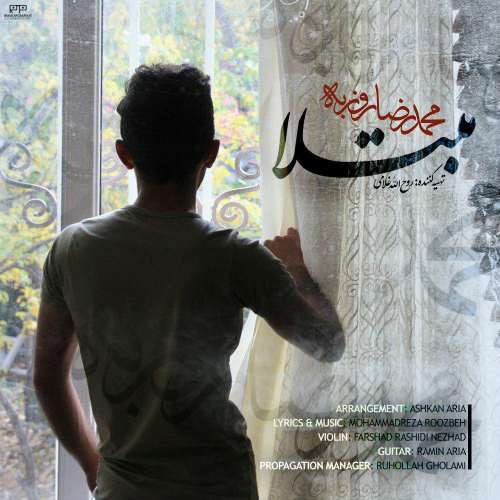 محمدرضا روزبه
مبتلا
تهیه کننده: روح الله غلامی
ARRANGEMENT: ASHKAN ARIA
LYRICS & MUSIC: MOHAMMADREZA ROOZBEH
VIOLIN: FARSHAD RASHIDI NEZHAD
GUITAR: RAMIN ARIA
PROPAGATION MANAGER: RUHOLLAH GHOLAMI